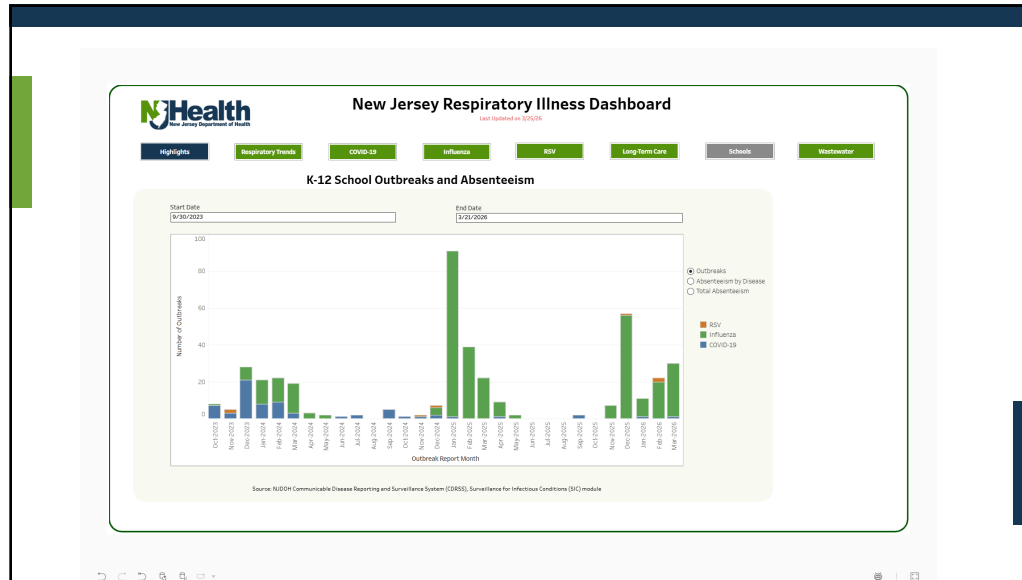 NJHealth
New Jersey Department of Health
New Jersey Respiratory Illness Dashboard
Last Updated on 3/25/26
Highlights
Respiratory Trends
COVID-19
Influenza
RSV
Long-Term Care
Schools
Wastewater
K-12 School Outbreaks and Absenteeism
Start Date
9/30/2023
End Date
3/21/2026
Number of Outbreaks
100
80
60
40
20
0
Outbreaks
Absenteeism by Disease
Total Absenteeism
RSV
Influenza
COVID-19
Oct-2023
Nov-2023
Dec-2023
Jan-2024
Feb-2024
Mar-2024
Apr-2024
May-2024
Jun-2024
Jul-2024
Aug-2024
Sep-2024
Oct-2024
Nov-2024
Dec-2024
Jan-2025
Feb-2025
Mar-2025
Apr-2025
May-2025
Jun-2025
Jul-2025
Aug-2025
Sep-2025
Oct-2025
Nov-2025
Dec-2025
Jan-2026
Feb-2026
Mar-2026
Outbreak Report Month
Source: NJDOH Communicable Disease Reporting and Surveillance System (CDRSS), Surveillance for Infectious Conditions (SIC) module